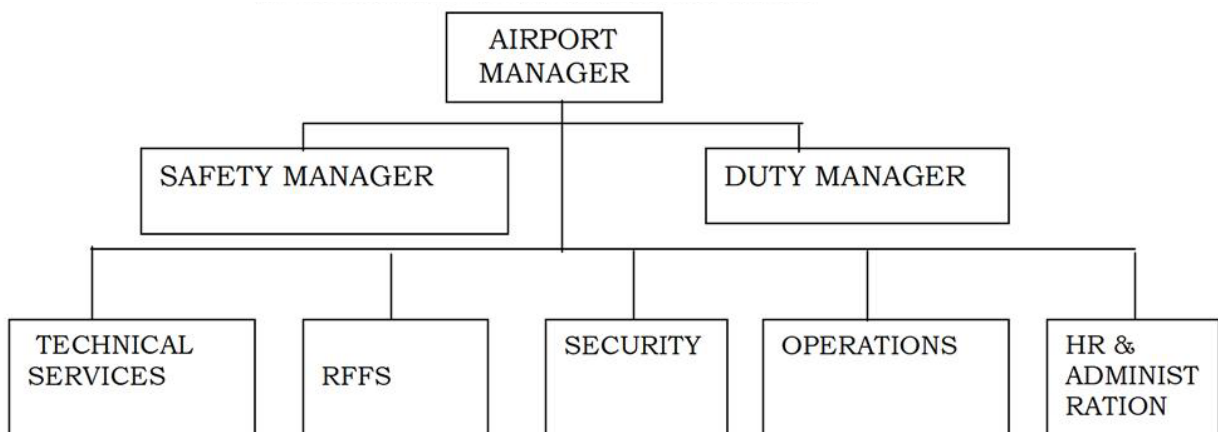 AIRPORT
MANAGER
SAFETY MANAGER
DUTY MANAGER
TECHNICAL
SERVICES
RFFS
SECURITY
OPERATIONS
HR &
ADMINIST
RATION